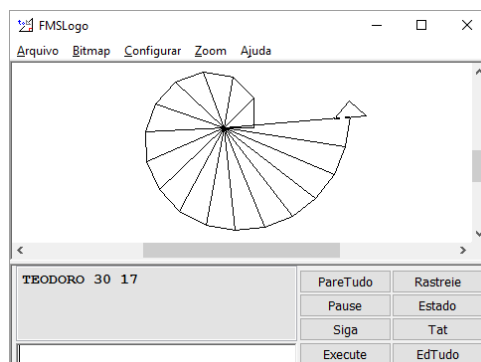 FMSLogo
Arquivo Bitmap Configurar Zoom Ajuda
TEODORO 30 17
PareTudo Rastreie
Pause Estado
Siga Tat
Execute EdTudo